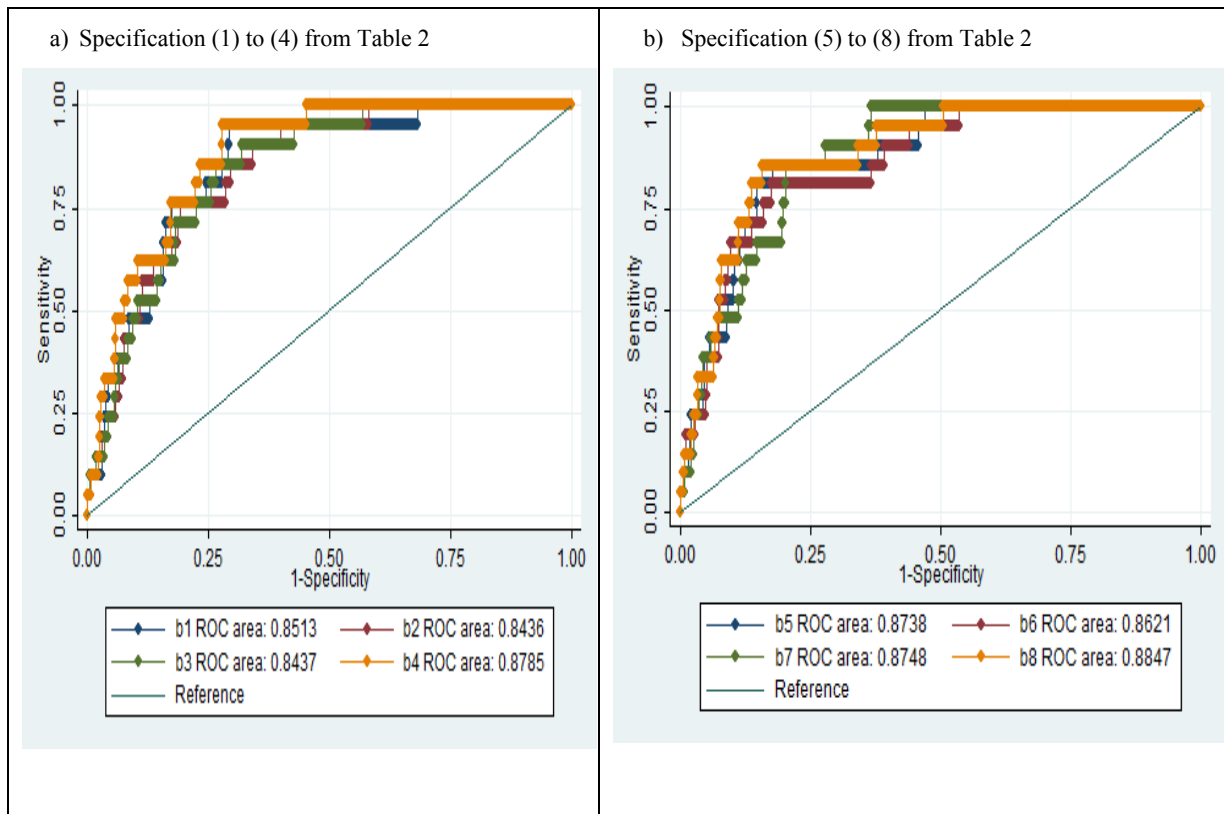 a) Specification (1) to (4) from Table 2
1.00
0.75
0.50
0.25
0.00
Sensitivity
0.00 0.25 0.50 0.75 1.00
1-Specificity
b1 ROC area: 0.8513 b2 ROC area: 0.8436
b3 ROC area: 0.8437 b4 ROC area: 0.8785
Reference
b) Specification (5) to (8) from Table 2
1.00
0.75
0.50
0.25
0.00
Sensitivity
0.00 0.25 0.50 0.75 1.00
1-Specificity
b5 ROC area: 0.8738 b6 ROC area: 0.8621
b7 ROC area: 0.8748 b8 ROC area: 0.8847
Reference